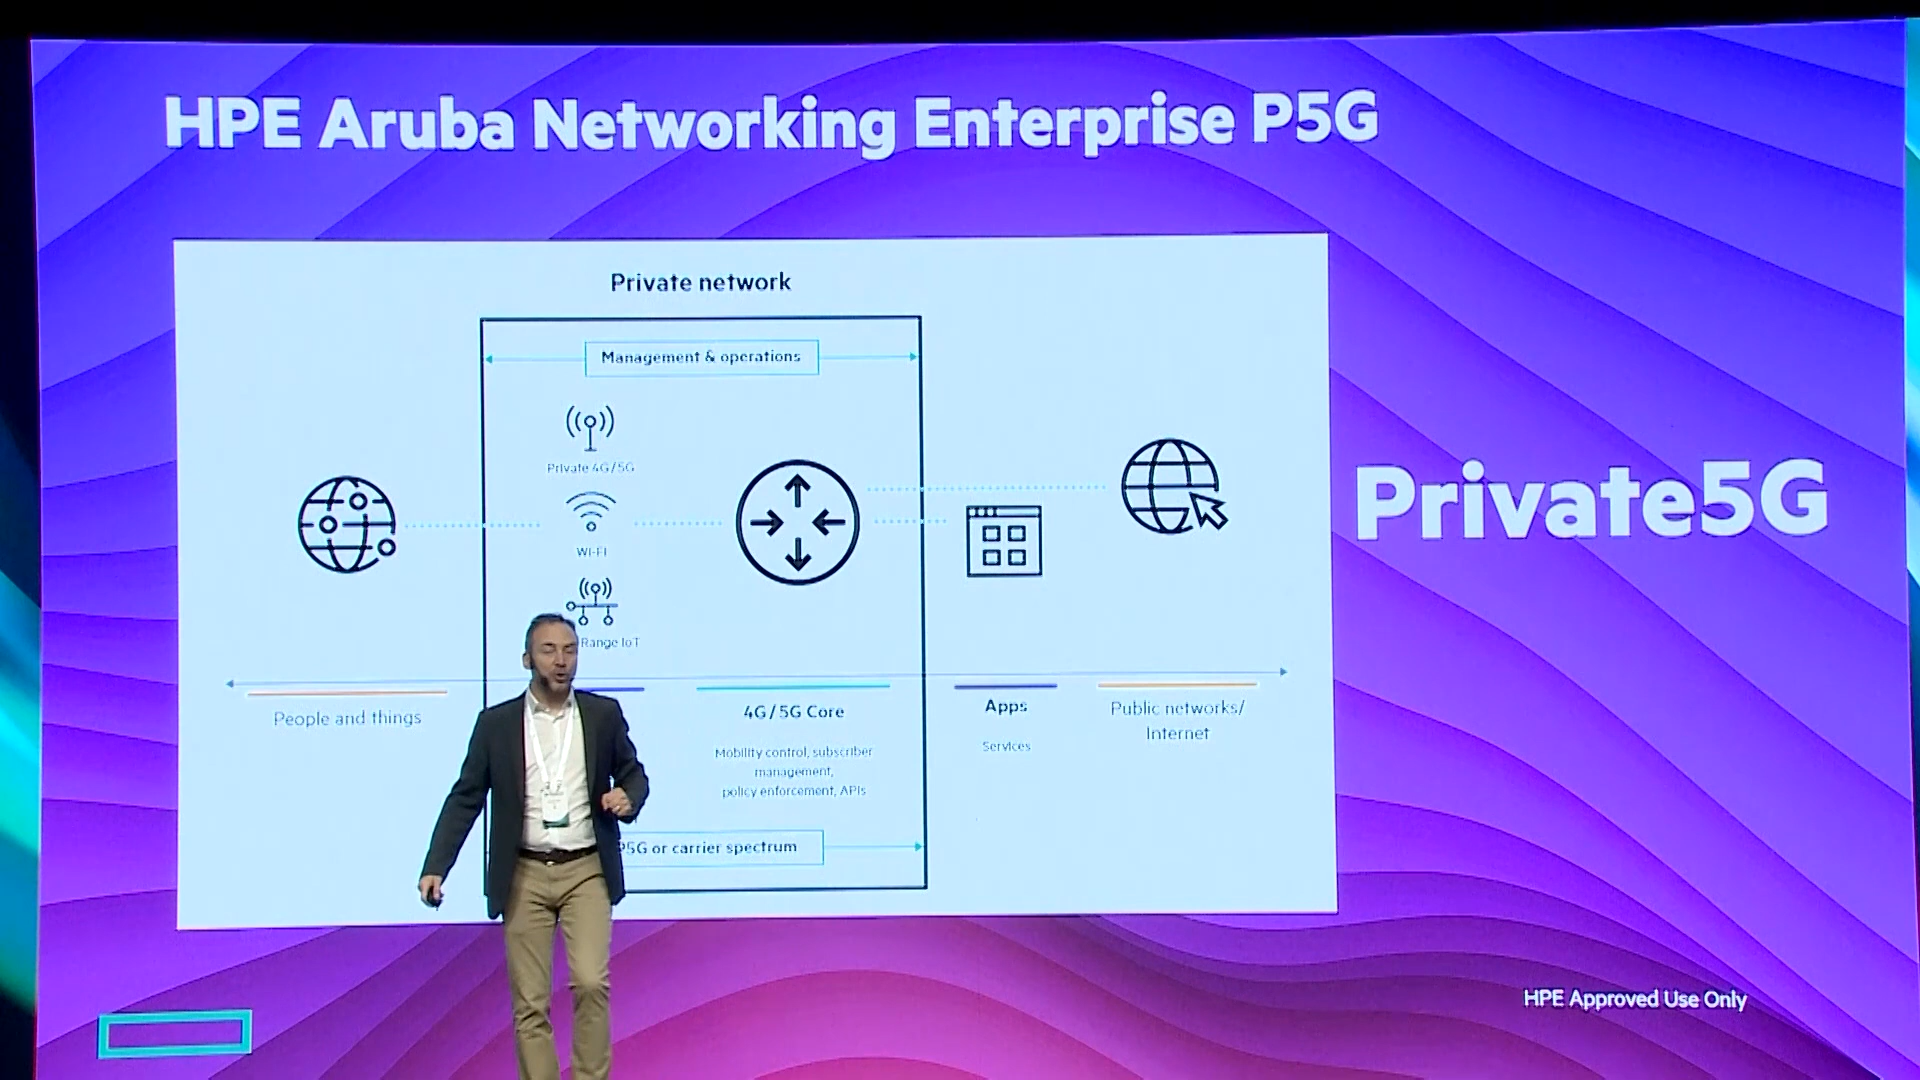 HPE Aruba Networking Enterprise P5G
Private network
Management & operations
Private 4G/5G
Wi-Fi
Range IoT
Private5G
People and things
4G/5G Core
Mobility control, subscriber
management,
policy enforcement, APIs
Apps
Services
Public networks/
Internet
P5G or carrier spectrum
HPE Approved Use Only